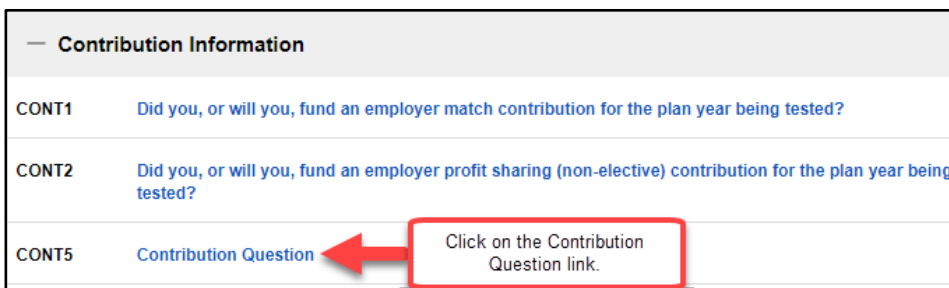 — Contribution Information
CONT1 Did you, or will you, fund an employer match contribution for the plan year being tested?
CONT2 Did you, or will you, fund an employer profit sharing (non-elective) contribution for the plan year being
tested?
CONT5 Contribution Question
Click on the Contribution
Question link.